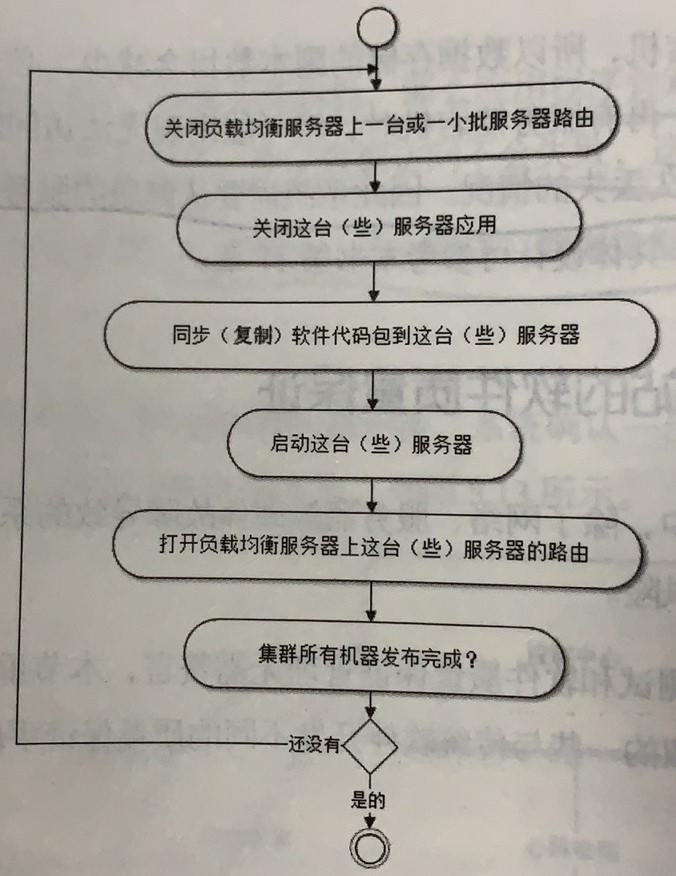 关闭负载均衡服务器上一台或一小批服务器路由
关闭这台（些）服务器应用
同步（复制）软件代码包到这台（些）服务器
启动这台（些）服务器
打开负载均衡服务器上这台（些）服务器的路由
集群所有机器发布完成？
还没有
是的